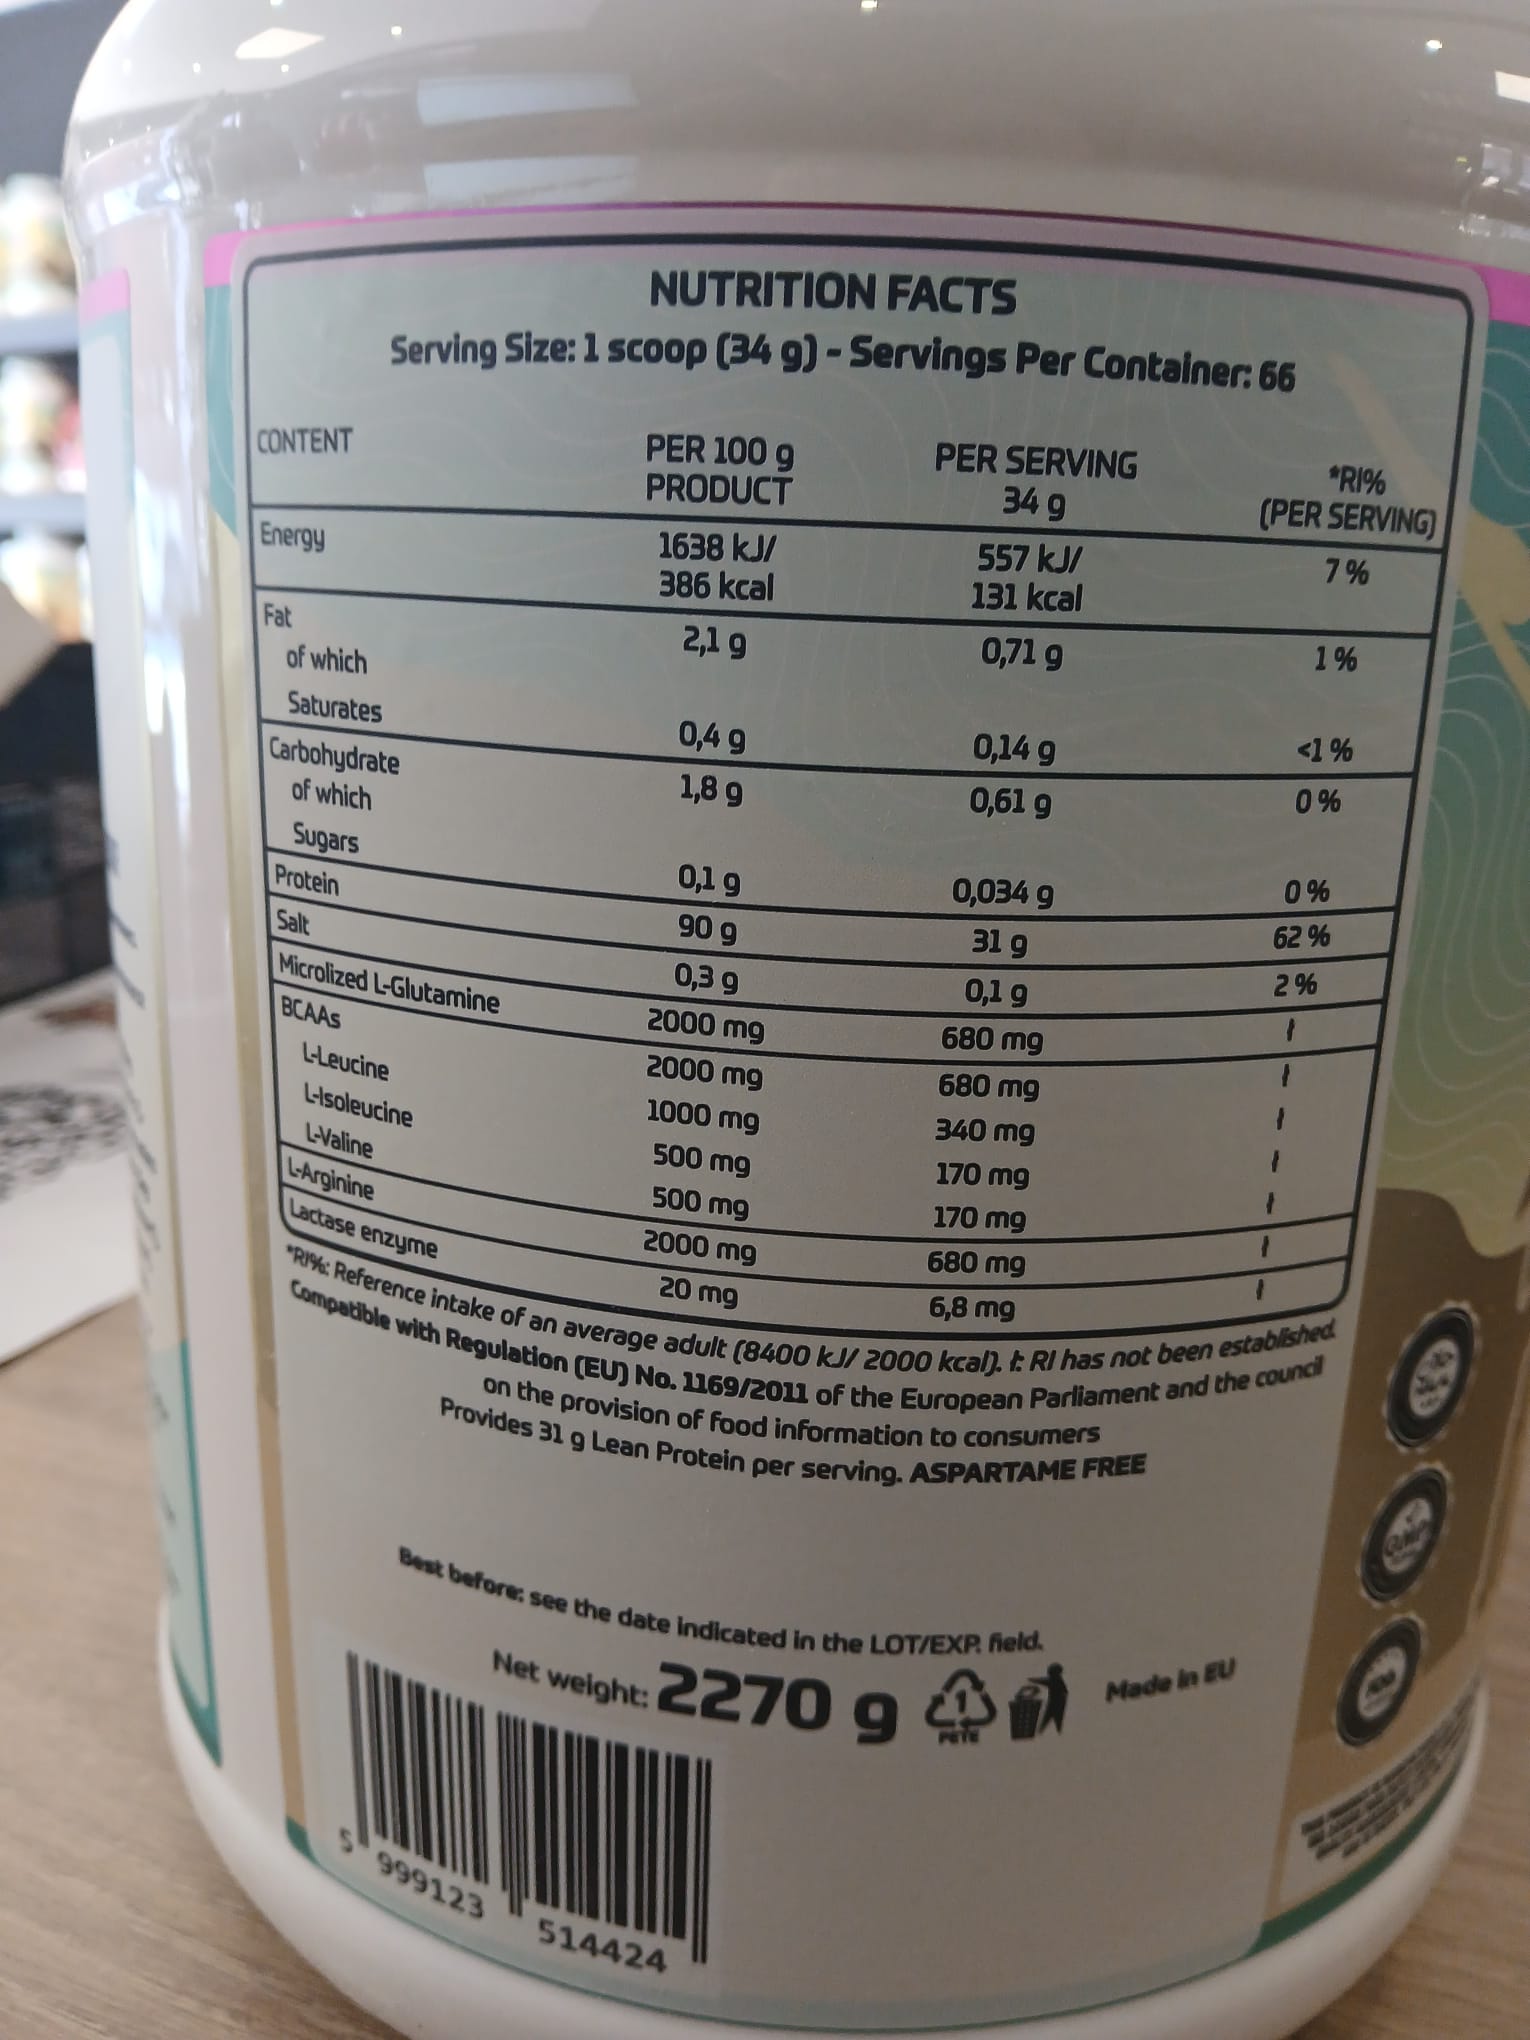 NUTRITION FACTS
Serving Size: 1 scoop (34 g) - Servings Per Container: 66
CONTENT PER 100 g PRODUCT PER SERVING 34 g *RI% (PER SERVING)
Energy 1638 kJ/ 386 kcal 557 kJ/ 131 kcal 7 %
Fat 2,1 g 0,71 g 1 %
of which
Saturates 0,4 g 0,14 g <1 %
Carbohydrate 1,8 g 0,61 g 0 %
of which
Sugars 0,1 g 0,034 g 0 %
Protein 90 g 31 g 62 %
Salt 0,3 g 0,1 g 2 %
Microlized L-Glutamine 2000 mg 680 mg ƚ
BCAAs 2000 mg 680 mg ƚ
L-Leucine 1000 mg 340 mg ƚ
L-Isoleucine 500 mg 170 mg ƚ
L-Valine 500 mg 170 mg ƚ
L-Arginine 2000 mg 680 mg ƚ
Lactase enzyme 20 mg 6,8 mg ƚ
*RI%: Reference intake of an average adult (8400 kJ/ 2000 kcal). ƚ: RI has not been established.
Compatible with Regulation (EU) No. 1169/2011 of the European Parliament and the council
on the provision of food information to consumers
Provides 31 g Lean Protein per serving. ASPARTAME FREE
Best before: see the date indicated in the LOT/EXP. field.
Net weight: 2270 g
1
PETE
Made in EU
5 999123 514424
GMP